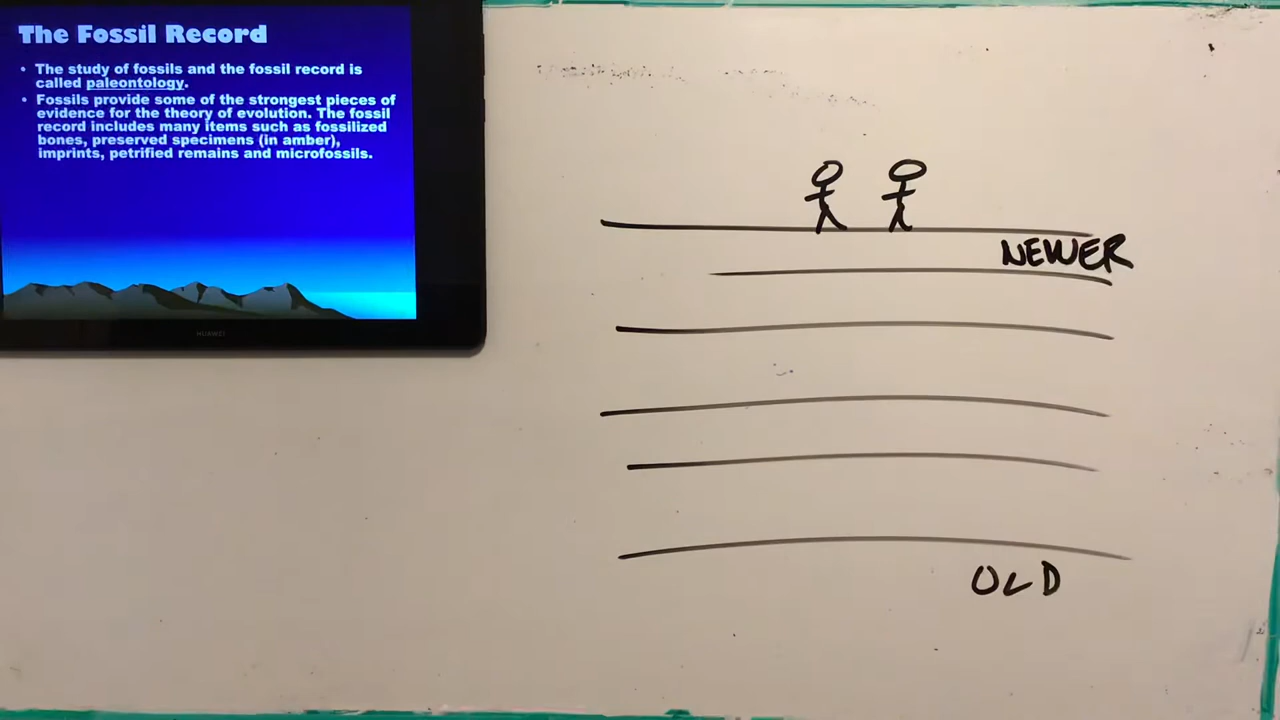 The Fossil Record
• The study of fossils and the fossil record is
called paleontology.
• Fossils provide some of the strongest pieces of
evidence for the theory of evolution. The fossil
record includes many items such as fossilized
bones, preserved specimens (in amber),
imprints, petrified remains and microfossils.
HUAWEI
NEWER
OLD